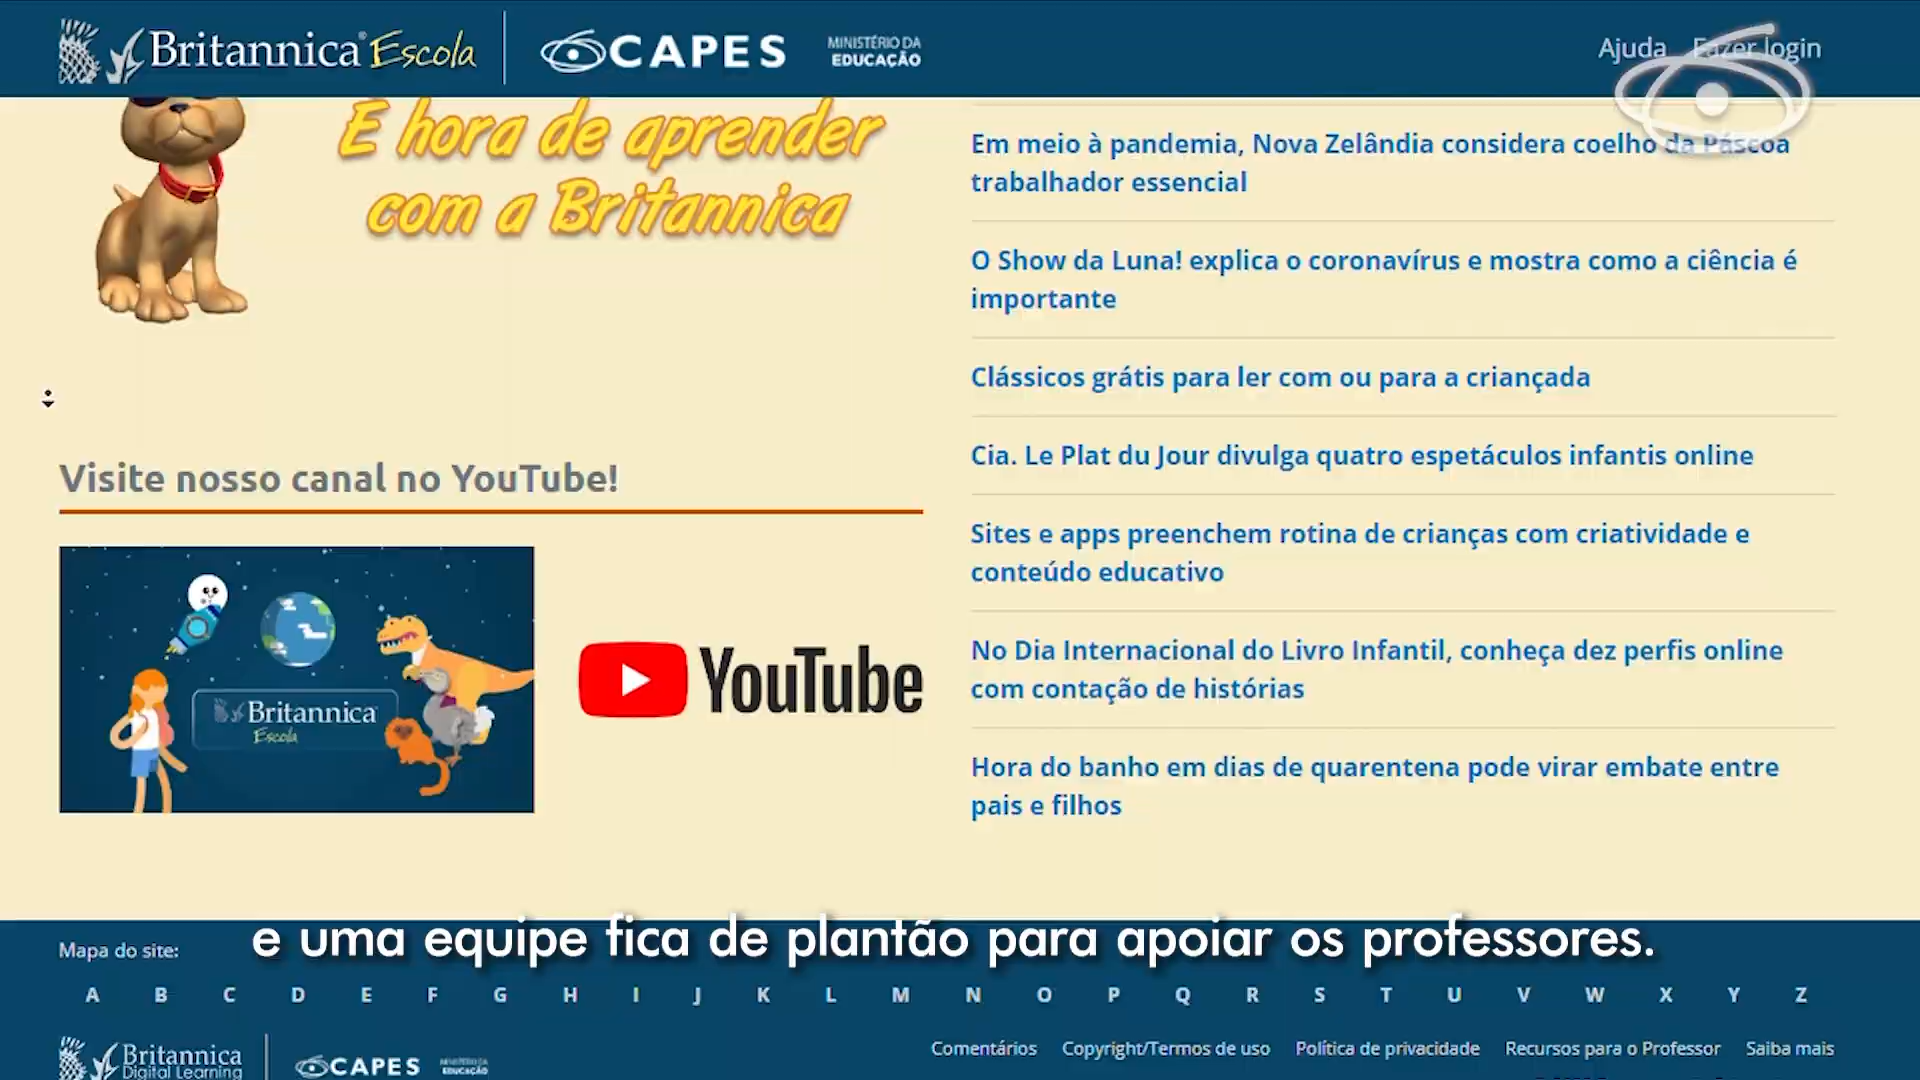 Britannica Escola
CAPES
MINISTÉRIO DA
EDUCAÇÃO
Ajuda
Fazer login
É hora de aprender
com a Britannica
Em meio à pandemia, Nova Zelândia considera coelho da Páscoa
trabalhador essencial
O Show da Luna! explica o coronavírus e mostra como a ciência é
importante
Clássicos grátis para ler com ou para a criançada
Cia. Le Plat du Jour divulga quatro espetáculos infantis online
Sites e apps preenchem rotina de crianças com criatividade e
conteúdo educativo
No Dia Internacional do Livro Infantil, conheça dez perfis online
com contação de histórias
Hora do banho em dias de quarentena pode virar embate entre
pais e filhos
Visite nosso canal no YouTube!
Britannica
Escola
YouTube
e uma equipe fica de plantão para apoiar os professores.
Mapa do site:
A B C D E F G H I J K L M N O P Q R S T U V W X Y Z
Britannica
Digital Learning
CAPES
MINISTÉRIO DA
EDUCAÇÃO
Comentários
Copyright/Termos de uso
Política de privacidade
Recursos para o Professor
Saiba mais